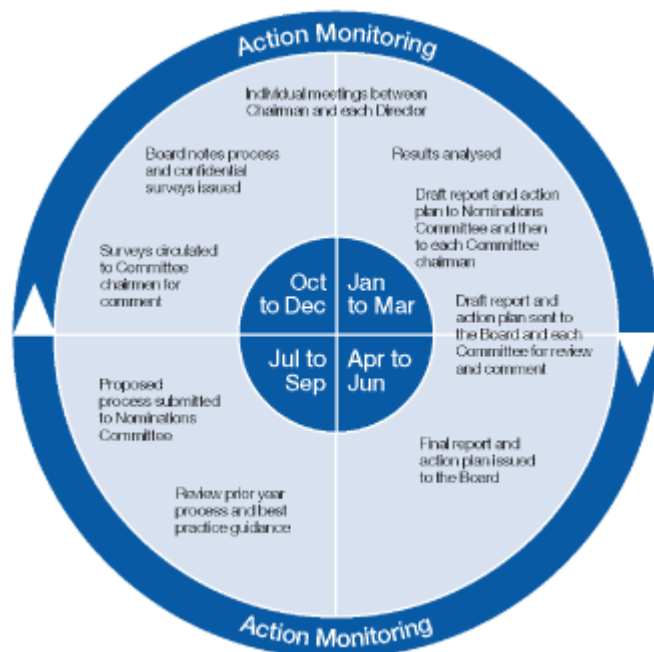 Action Monitoring
Individual meetings between
Chairman and each Director
Board notes process
and confidential
surveys issued
Results analysed
Draft report and action
plan to Nominations
Committee and then
to each Committee
chairman
Surveys circulated
to Committee
chairmen for
comment
Oct
to Dec
Jan
to Mar
Draft report and
action plan sent to
the Board and each
Committee for review
and comment
Jul to
Sep
Apr to
Jun
Proposed
process submitted
to Nominations
Committee
Final report and
action plan issued
to the Board
Review prior year
process and best
practice guidance
Action Monitoring